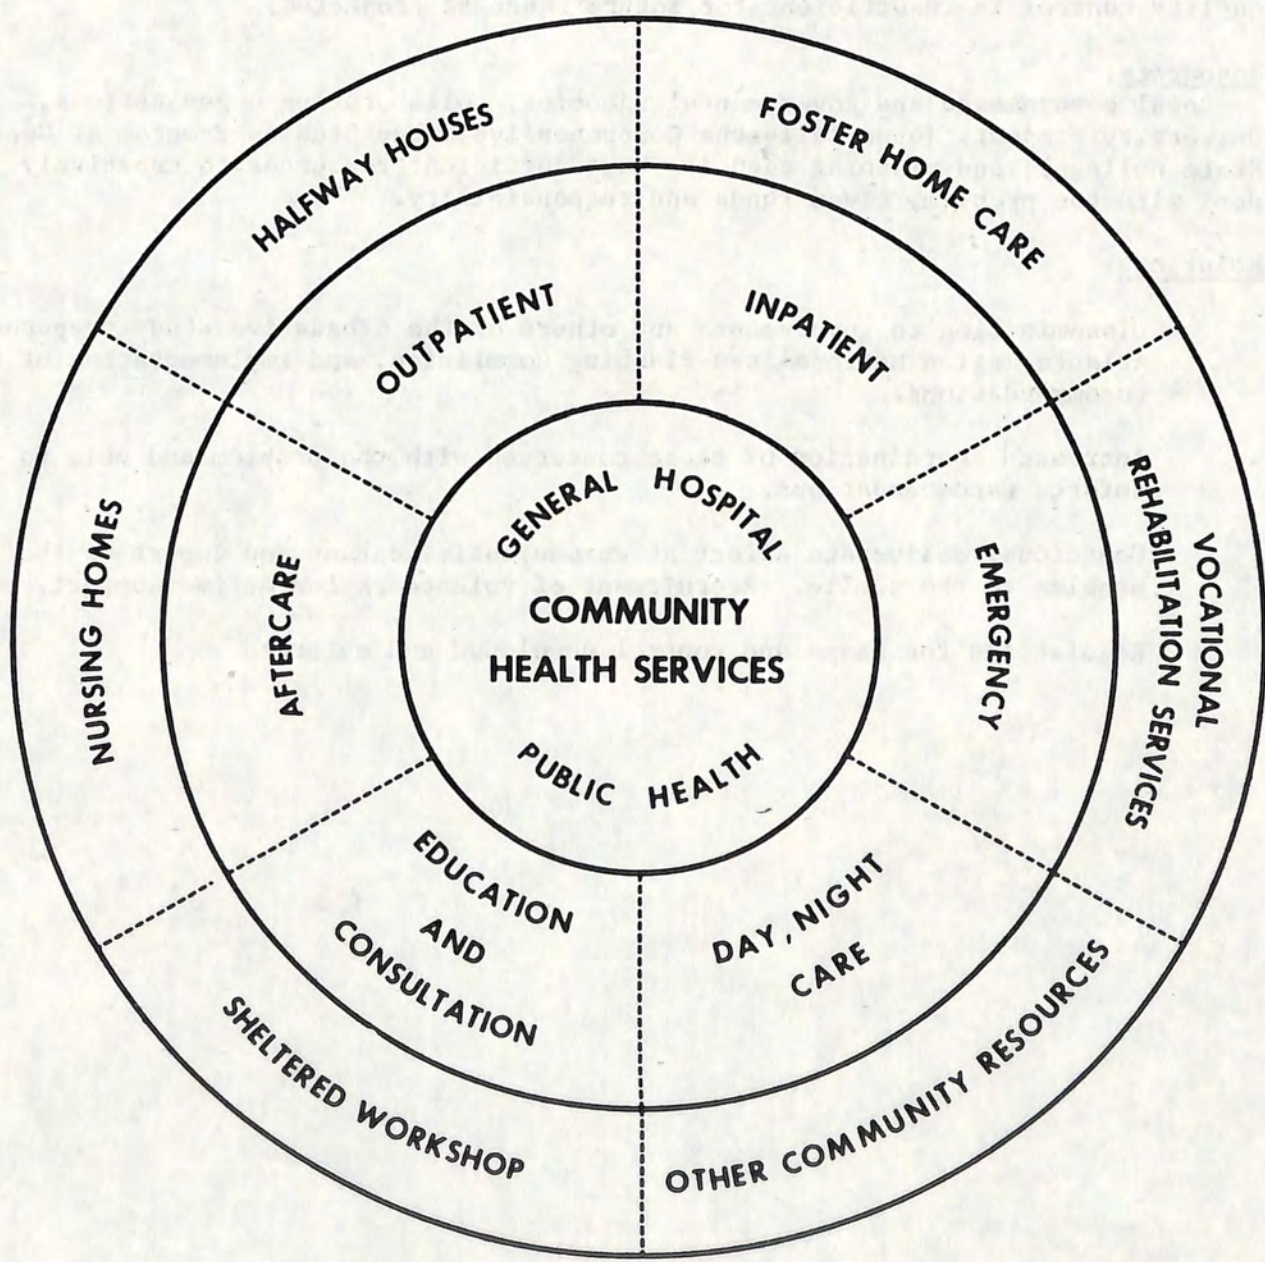 HALFWAY HOUSES
FOSTER HOME CARE
OUTPATIENT
INPATIENT
NURSING HOMES
AFTERCARE
GENERAL HOSPITAL
COMMUNITY
HEALTH SERVICES
PUBLIC HEALTH
EMERGENCY
VOCATIONAL
REHABILITATION SERVICES
EDUCATION
AND
CONSULTATION
DAY, NIGHT
CARE
SHELTERED WORKSHOP
OTHER COMMUNITY RESOURCES